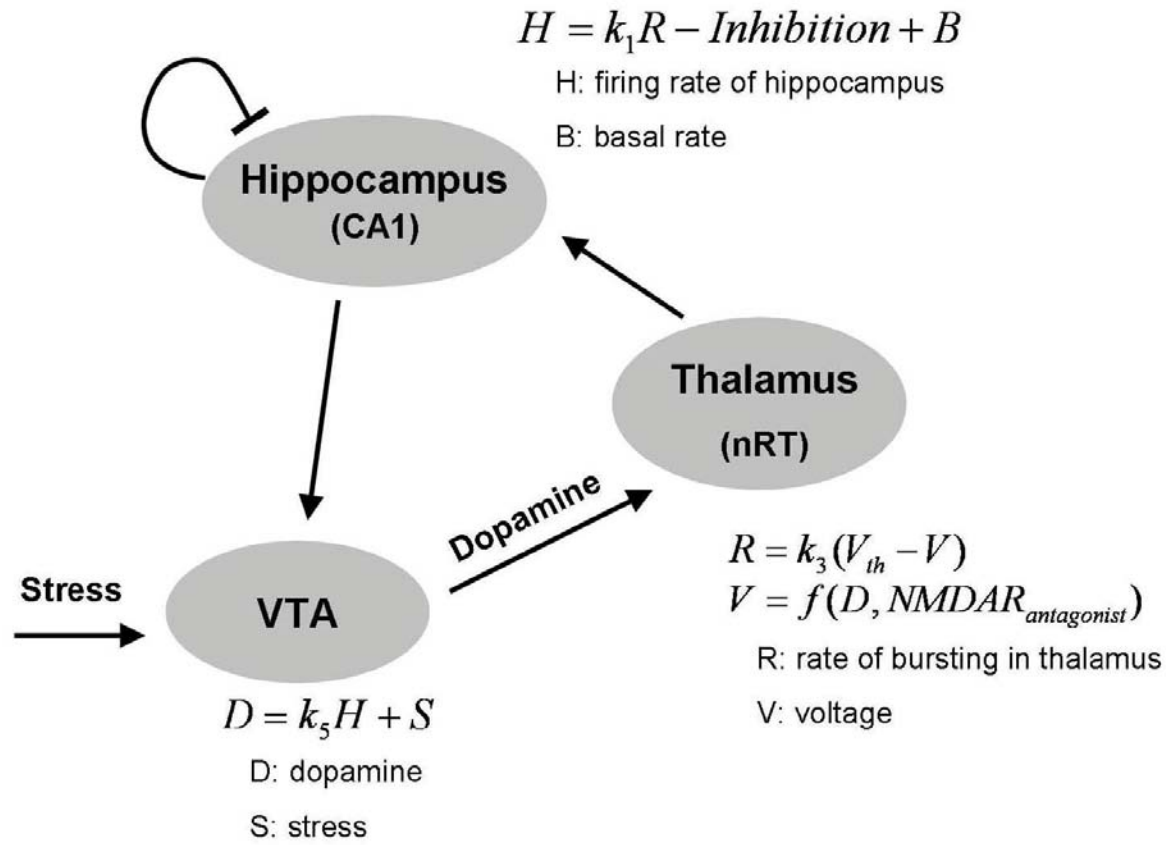 H = k₁R − Inhibition + B
H: firing rate of hippocampus
B: basal rate
Hippocampus
(CA1)
Thalamus
(nRT)
Dopamine
Stress
VTA
R = k₃(Vₜₕ − V)
V = f(D, NMDAR_antagonist)
R: rate of bursting in thalamus
V: voltage
D = k₅H + S
D: dopamine
S: stress